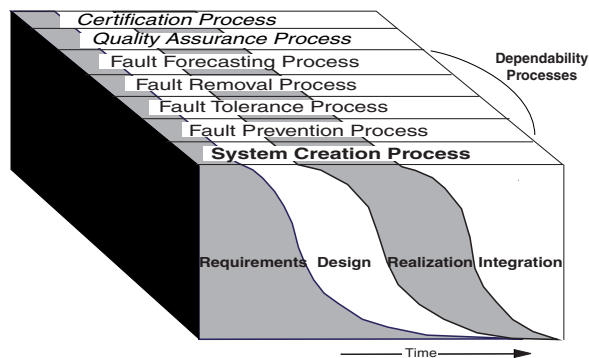 Certification Process
Quality Assurance Process
Fault Forecasting Process
Fault Removal Process
Fault Tolerance Process
Fault Prevention Process
System Creation Process
Dependability
Processes
Requirements Design Realization Integration
Time